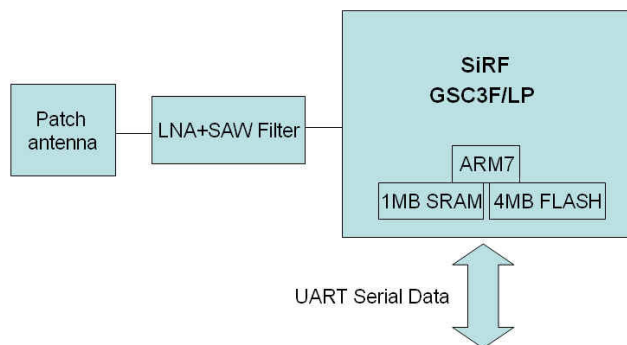 SiRF
GSC3F/LP
Patch
antenna
LNA+SAW Filter
ARM7
1MB SRAM
4MB FLASH
UART Serial Data